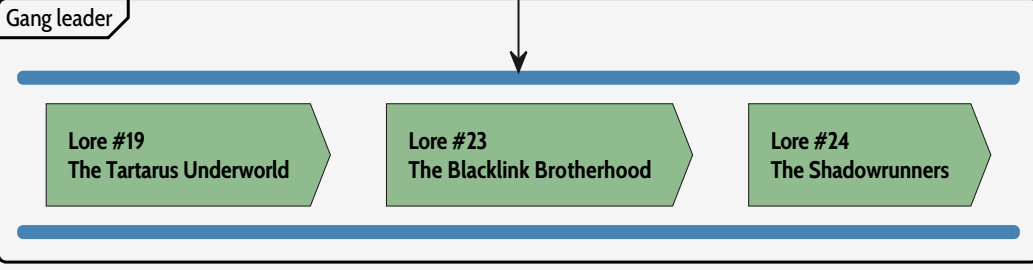 Gang leader
Lore #19
The Tartarus Underworld
Lore #23
The Blacklink Brotherhood
Lore #24
The Shadowrunners